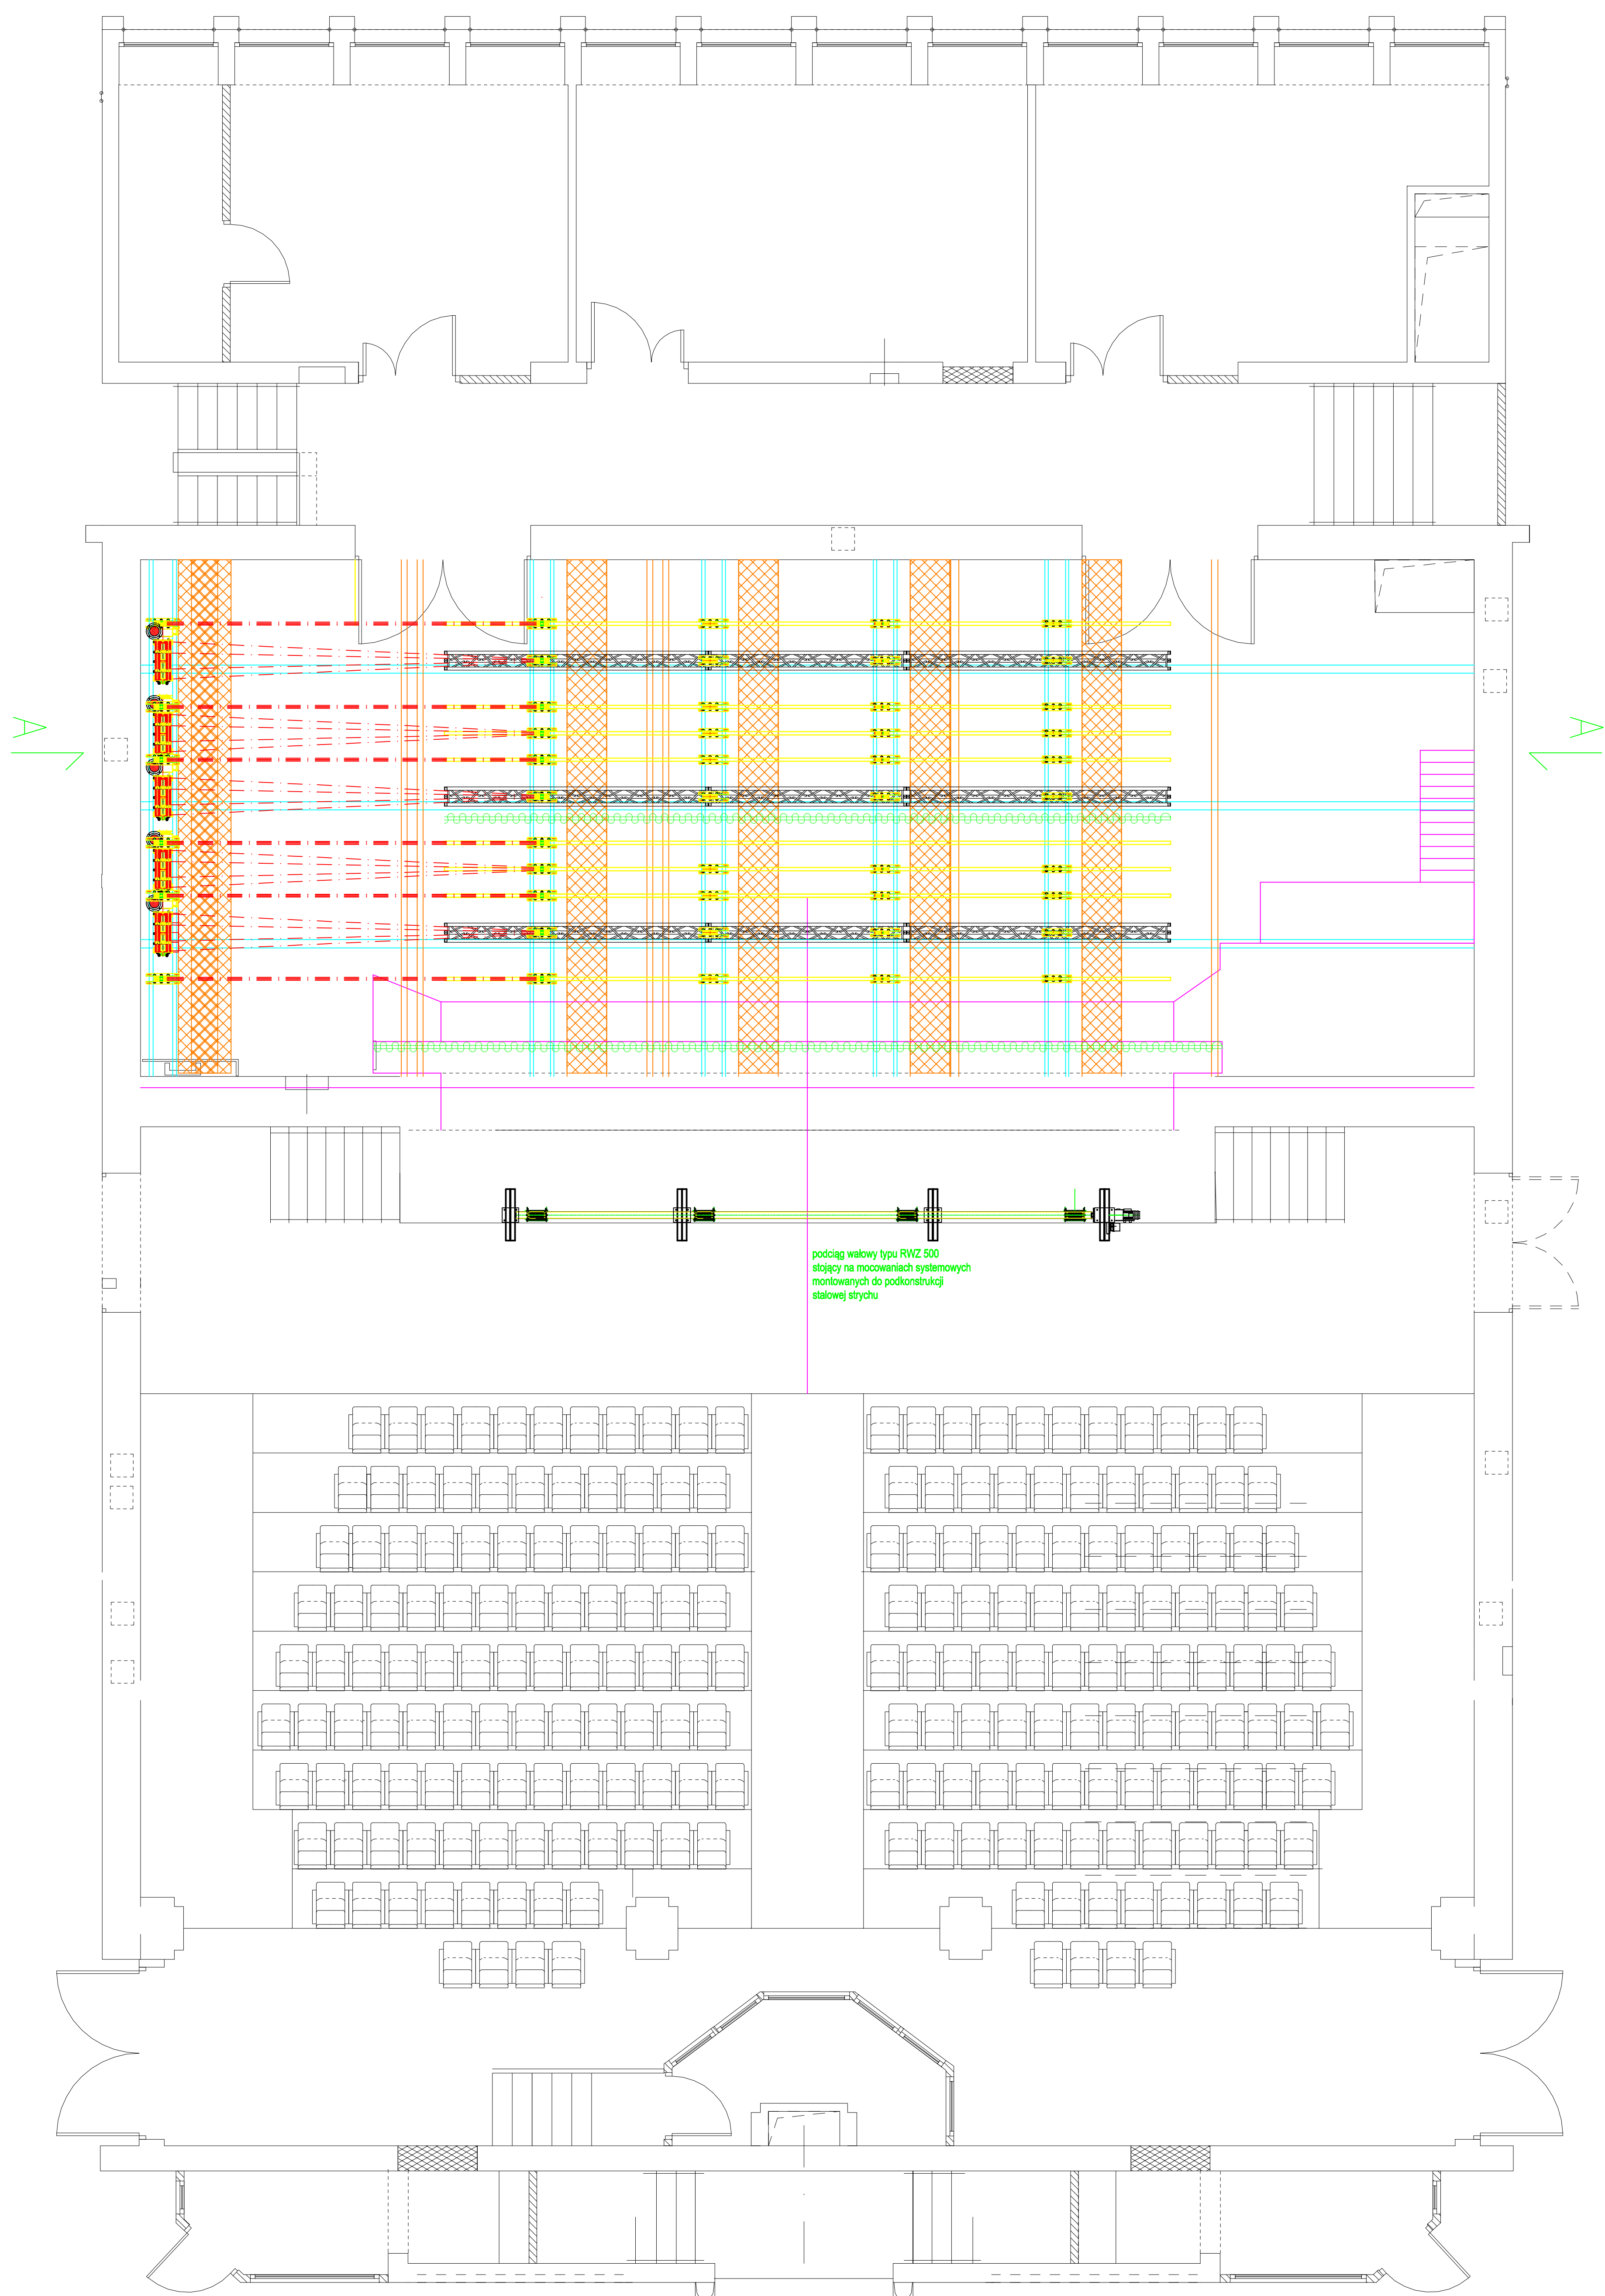 A
A
podciąg wałowy typu RWZ 500
stojący na mocowaniach systemowych
montowanych do podkonstrukcji
stalowej strychu